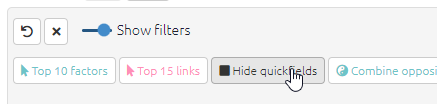 Show filters
Top 10 factors Top 15 links Hide quickfields Combine opposi